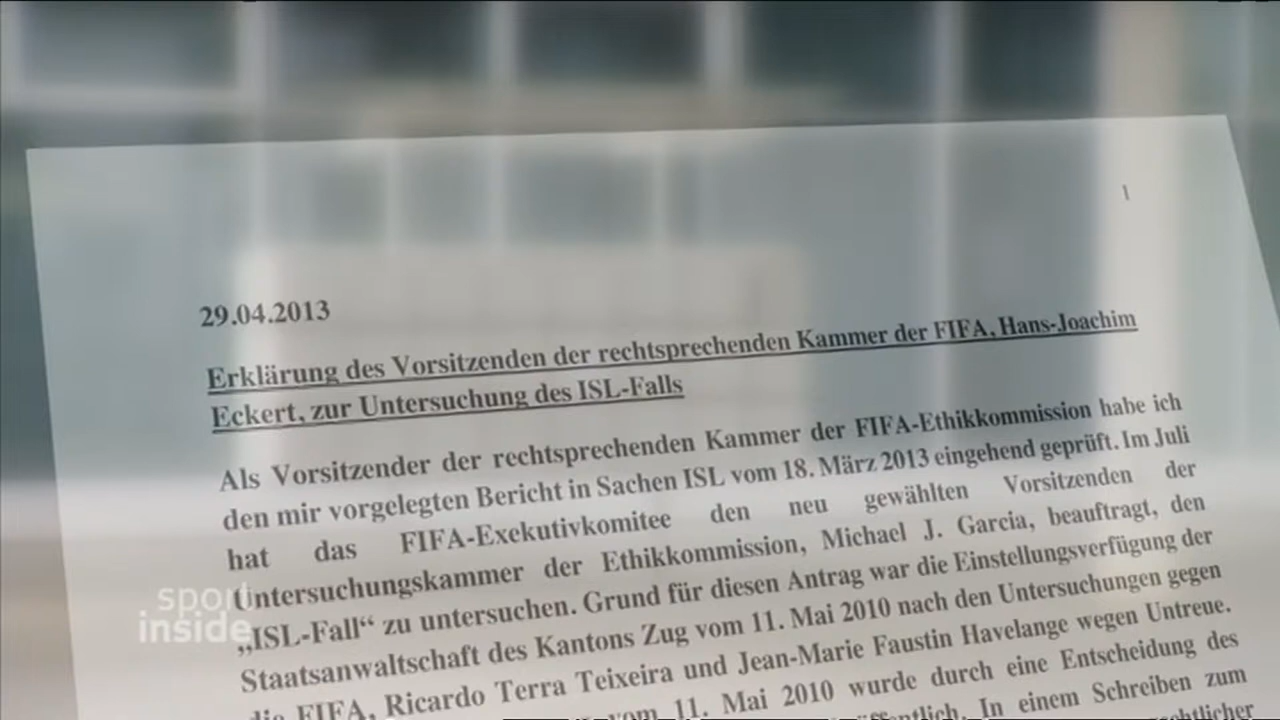 1
29.04.2013
Erklärung des Vorsitzenden der rechtsprechenden Kammer der FIFA, Hans-Joachim
Eckert, zur Untersuchung des ISL-Falls
Als Vorsitzender der rechtsprechenden Kammer der FIFA-Ethikkommission habe ich
den mir vorgelegten Bericht in Sachen ISL vom 18. März 2013 eingehend geprüft. Im Juli
hat das FIFA-Exekutivkomitee den neu gewählten Vorsitzenden der
Untersuchungskammer der Ethikkommission, Michael J. Garcia, beauftragt, den
„ISL-Fall“ zu untersuchen. Grund für diesen Antrag war die Einstellungsverfügung der
Staatsanwaltschaft des Kantons Zug vom 11. Mai 2010 nach den Untersuchungen gegen
die FIFA, Ricardo Terra Teixeira und Jean-Marie Faustin Havelange wegen Untreue.
vom 11. Mai 2010 wurde durch eine Entscheidung des
In einem Schreiben zum
sport
inside